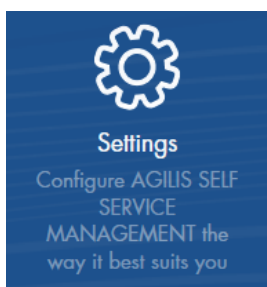 Settings
Configure AGILIS SELF
SERVICE
MANAGEMENT the
way it best suits you